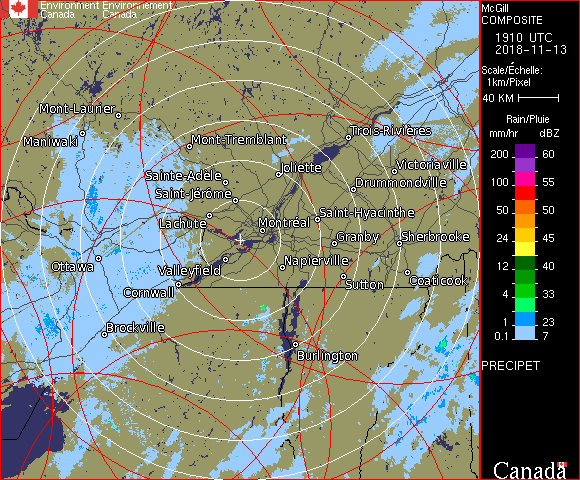 Environment Environnement
Canada Canada
McGill
COMPOSITE
1910 UTC
2018-11-13
Scale/Échelle:
1km/Pixel
40 KM
Rain/Pluie
mm/hr dBZ
200 60
100 55
50 50
24 45
12 40
4 33
1 23
0.1 7
PRECIPET
Canada
Mont-Laurier
Maniwaki
Mont-Tremblant
Trois-Rivières
Joliette
Victoriaville
Sainte-Adèle
Drummondville
Saint-Jérôme
Lachute
Saint-Hyacinthe
Montréal
Granby
Sherbrooke
Ottawa
Valleyfield
Napierville
Cornwall
Sutton
Coaticook
Brockville
Burlington